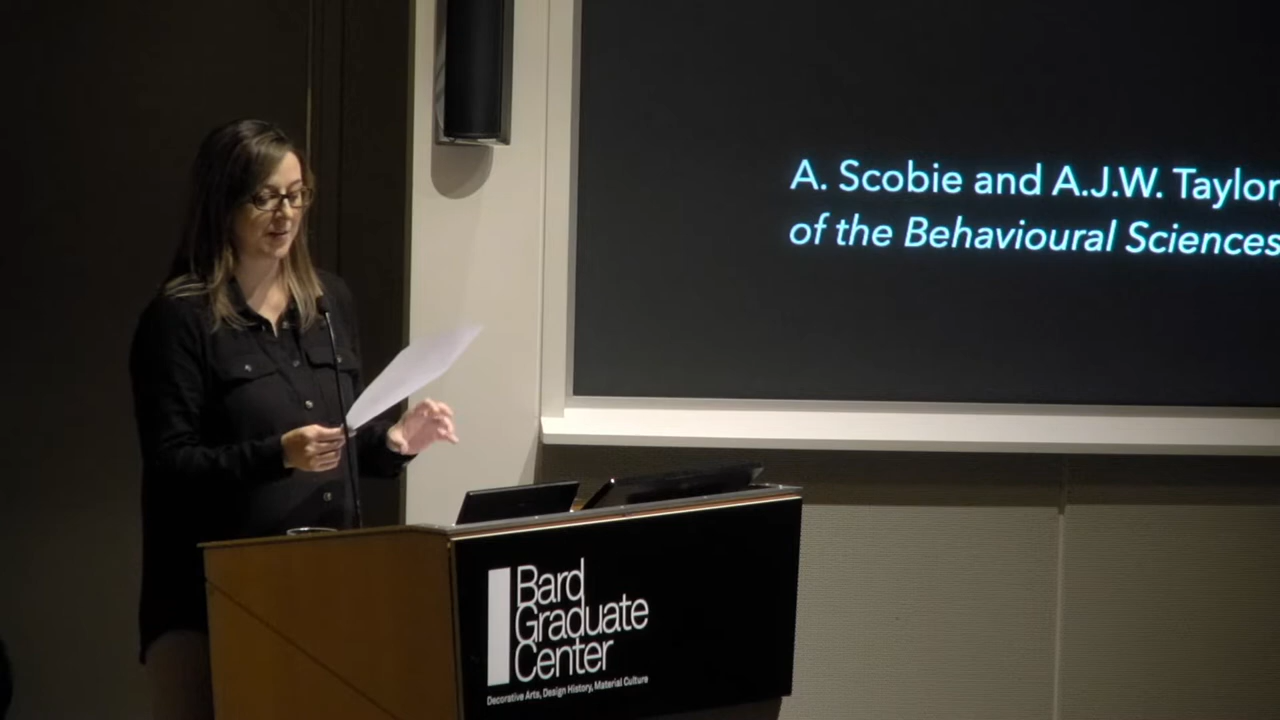 A. Scobie and A.J.W. Taylor,
of the Behavioural Sciences
Bard
Graduate
Center
Decorative Arts, Design History, Material Culture